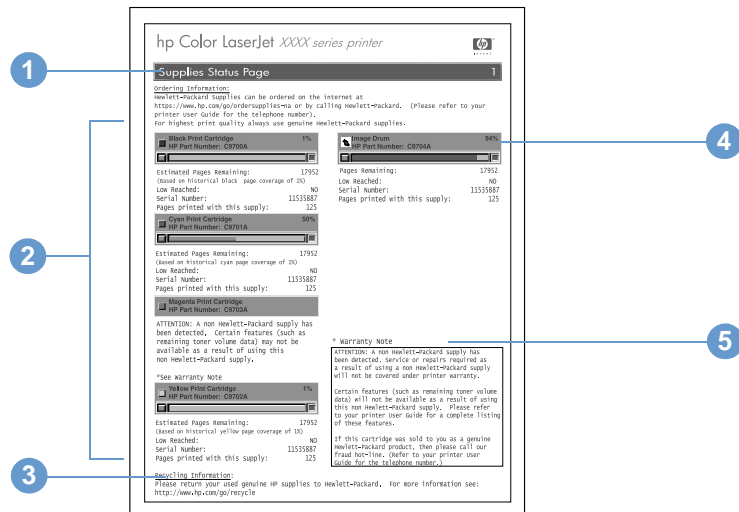 hp Color LaserJet XXXX series printer
hp
1
Supplies Status Page 1
Ordering Information:
Hewlett-Packard Supplies can be ordered on the internet at
https://www.hp.com/go/ordersupplies-na or by calling Hewlett-Packard. (Please refer to your
printer User Guide for the telephone number).
For highest print quality always use genuine Hewlett-Packard supplies.
2
Black Print Cartridge 1%
HP Part Number: C9700A
Estimated Pages Remaining: 17952
(Based on historical black page coverage of 1%)
Low Reached: NO
Serial Number: 11535887
Pages printed with this supply: 125
Cyan Print Cartridge 50%
HP Part Number: C9701A
Estimated Pages Remaining: 17952
(Based on historical cyan page coverage of 1%)
Low Reached: NO
Serial Number: 11535887
Pages printed with this supply: 125
Magenta Print Cartridge
HP Part Number: C9703A
ATTENTION: A non Hewlett-Packard supply has
been detected. Certain features (such as
remaining toner volume data) may not be
available as a result of using this
non Hewlett-Packard supply.
*See Warranty Note
Yellow Print Cartridge 1%
HP Part Number: C9702A
Estimated Pages Remaining: 17952
(Based on historical yellow page coverage of 1%)
Low Reached: NO
Serial Number: 11535887
Pages printed with this supply: 125
4
Image Drum 94%
HP Part Number: C9704A
Pages Remaining: 17952
Low Reached: NO
Serial Number: 11535887
Pages printed with this supply: 125
5
* Warranty Note
ATTENTION: A non Hewlett-Packard supply has
been detected. Service or repairs required as
a result of using a non Hewlett-Packard supply
will not be covered under printer warranty.
Certain features (such as remaining toner volume
data) will not be available as a result of using
this non Hewlett-Packard supply. Please refer
to your printer User Guide for a complete listing
of these features.
If this cartridge was sold to you as a genuine
Hewlett-Packard product, then please call our
fraud hot-line. (Refer to your printer User
Guide for the telephone number.)
3
Recycling Information:
Please return your used genuine HP supplies to Hewlett-Packard. For more information see:
http://www.hp.com/go/recycle